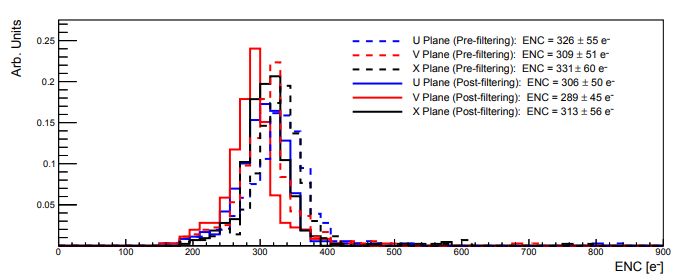 Arb. Units
0.25
0.2
0.15
0.1
0.05
U Plane (Pre-filtering): ENC = 326 ± 55 e-
V Plane (Pre-filtering): ENC = 309 ± 51 e-
X Plane (Pre-filtering): ENC = 331± 60 e-
U Plane (Post-filtering): ENC = 306 ± 50 e-
V Plane (Post-filtering): ENC = 289 ± 45 e-
X Plane (Post-filtering): ENC = 313 ± 56 e-
0 100 200 300 400 500 600 700 800 900
ENC [e-]